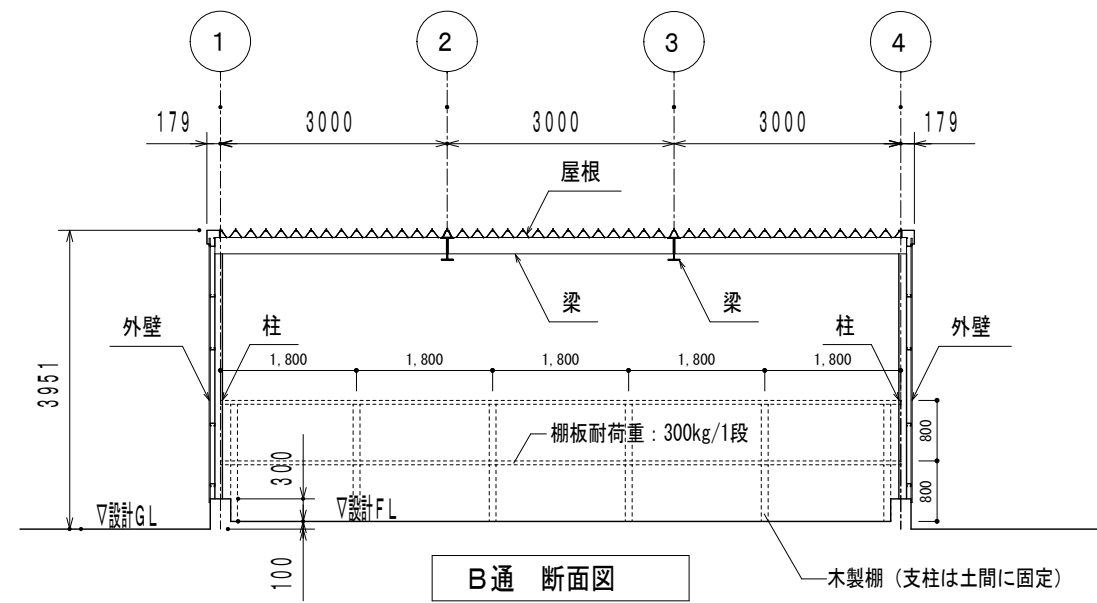 1 2 3 4
179 3000 3000 3000 179
屋根
梁 梁
外壁 柱 柱 外壁
1,800 1,800 1,800 1,800 1,800
3951
棚板耐荷重：300kg/1段
800
300
800
▽設計GL ▽設計FL
100
B通 断面図
木製棚（支柱は土間に固定）